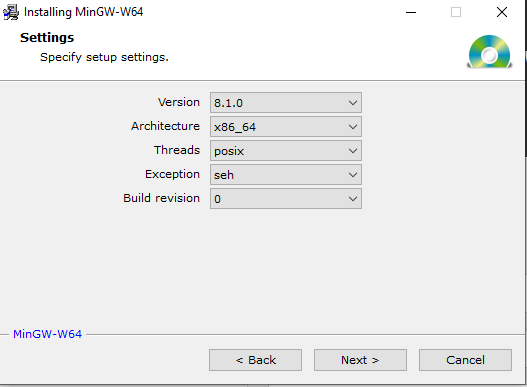 Installing MinGW-W64
Settings
Specify setup settings.
Version 8.1.0
Architecture x86_64
Threads posix
Exception seh
Build revision 0
MinGW-W64
< Back Next > Cancel